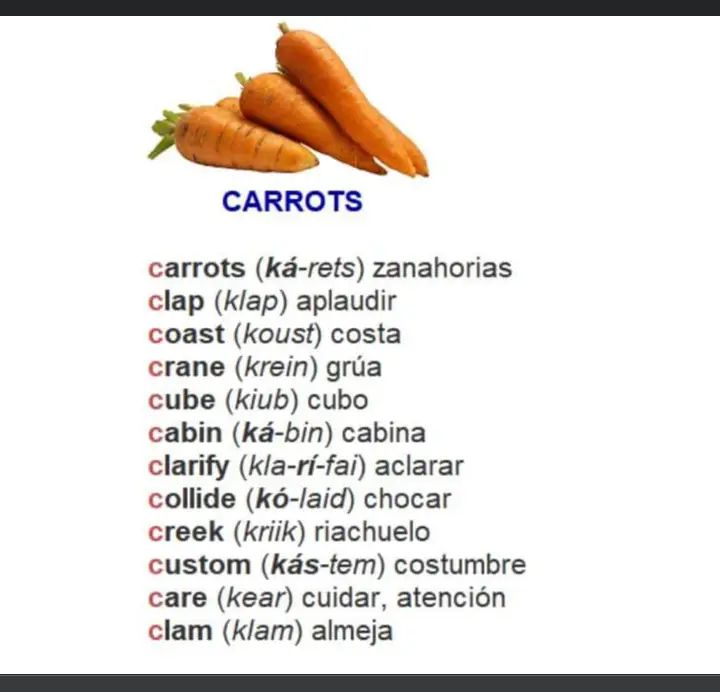 CARROTS
carrots (ká-rets) zanahorias
clap (klap) aplaudir
coast (koust) costa
crane (krein) grúa
cube (kiub) cubo
cabin (ká-bin) cabina
clarify (kla-rí-fai) aclarar
collide (kó-laid) chocar
creek (kriik) riachuelo
custom (kás-tem) costumbre
care (kear) cuidar, atención
clam (klam) almeja